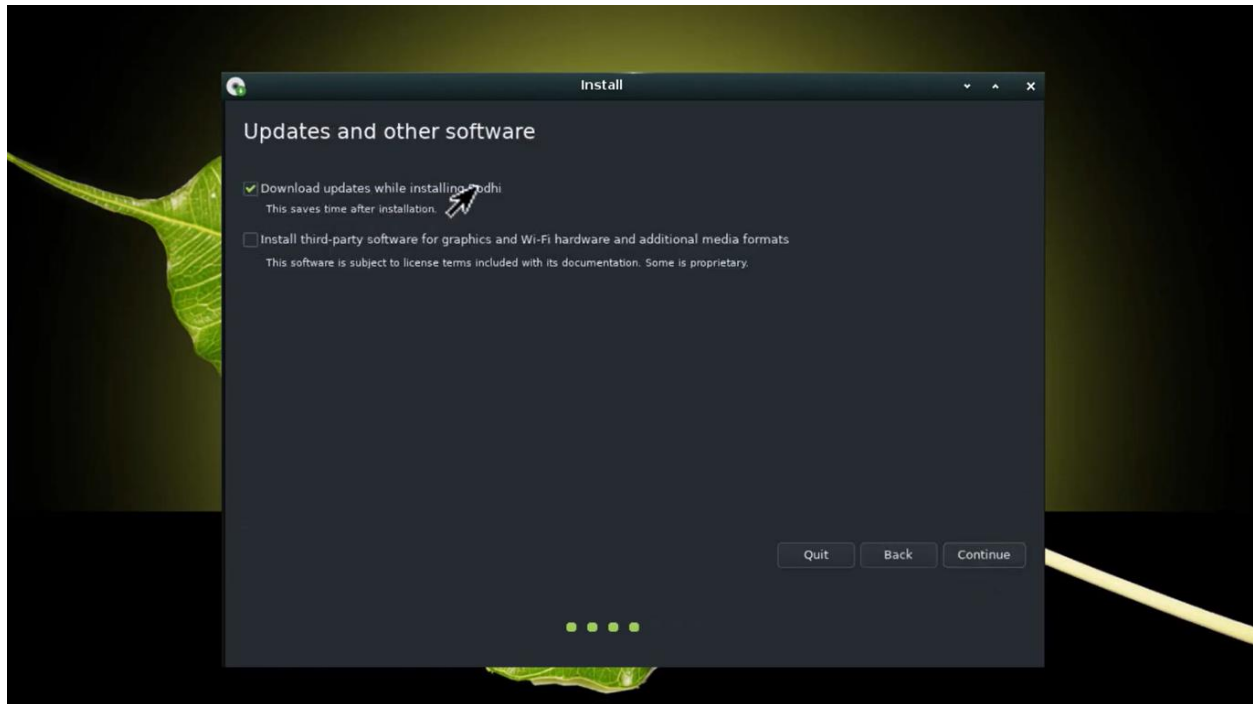 Install
Updates and other software
Download updates while installing
This saves time after installation.
Install third-party software for graphics and Wi-Fi hardware and additional media formats
This software is subject to license terms included with its documentation. Some is proprietary.
Quit Back Continue